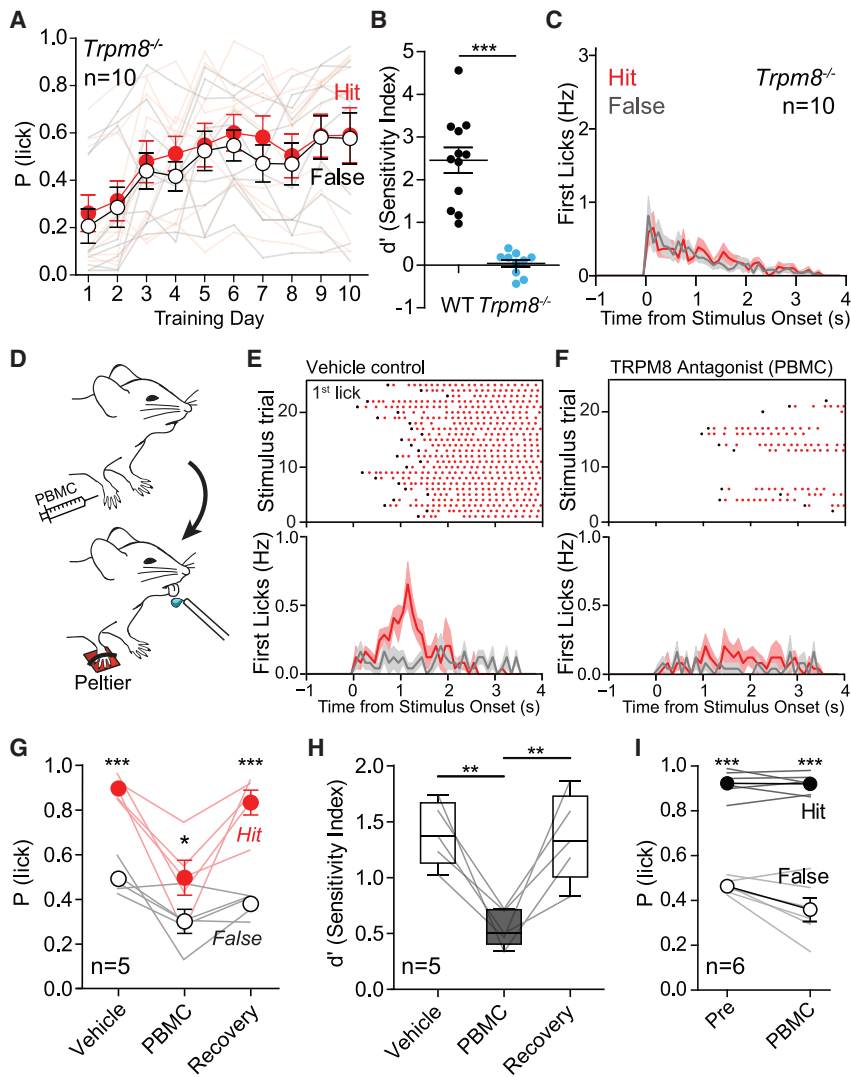 A
Trpm8-/-
n=10
Hit
False
P (lick)
1.0
0.8
0.6
0.4
0.2
0.0
1 2 3 4 5 6 7 8 9 10
Training Day
B
***
d' (Sensitivity Index)
5
4
3
2
1
0
-1
WT Trpm8-/-
C
Hit
False
Trpm8-/-
n=10
First Licks (Hz)
3
2
1
0
−1 0 1 2 3 4
Time from Stimulus Onset (s)
D
PBMC
Peltier
E
Vehicle control
1st lick
Stimulus trial
20
10
0
First Licks (Hz)
1.0
0.5
0.0
−1 0 1 2 3 4
Time from Stimulus Onset (s)
F
TRPM8 Antagonist (PBMC)
Stimulus trial
20
10
0
First Licks (Hz)
1.0
0.5
0.0
−1 0 1 2 3 4
Time from Stimulus Onset (s)
G
P (lick)
1.0
0.8
0.6
0.4
0.2
0.0
*** ***
*
Hit
False
n=5
Vehicle
PBMC
Recovery
H
d' (Sensitivity Index)
2.0
1.5
1.0
0.5
0.0
** **
n=5
Vehicle
PBMC
Recovery
I
P (lick)
1.0
0.8
0.6
0.4
0.2
0.0
*** ***
Hit
False
n=6
Pre
PBMC